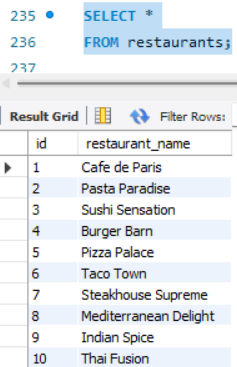 235 SELECT *
236 FROM restaurants;
237
Result Grid Filter Rows:
id restaurant_name
1 Cafe de Paris
2 Pasta Paradise
3 Sushi Sensation
4 Burger Barn
5 Pizza Palace
6 Taco Town
7 Steakhouse Supreme
8 Mediterranean Delight
9 Indian Spice
10 Thai Fusion